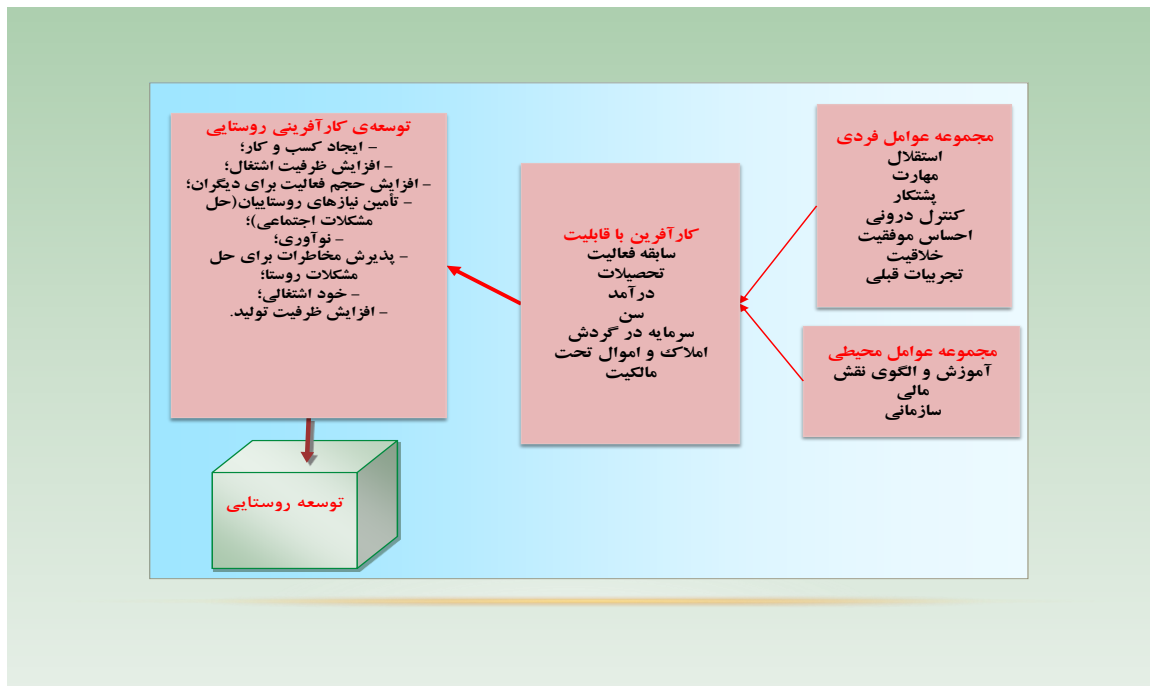 مجموعه عوامل فردی
استقلال
مهارت
پشتکار
کنترل درونی
احساس موفقیت
خلاقیت
تجربیات قبلی
مجموعه عوامل محیطی
آموزش و الگوی نقش
مالی
سازمانی
کارآفرین با قابلیت
سابقه فعالیت
تحصیلات
درآمد
سن
سرمایه در گردش
املاک و اموال تحت
مالکیت
توسعه‌ی کارآفرینی روستایی
– ایجاد کسب و کار؛
– افزایش ظرفیت اشتغال؛
– افزایش حجم فعالیت برای دیگران؛
– تأمین نیازهای روستاییان(حل
مشکلات اجتماعی)؛
– نوآوری؛
– پذیرش مخاطرات برای حل
مشکلات روستا؛
– خود اشتغالی؛
– افزایش ظرفیت تولید.
توسعه روستایی